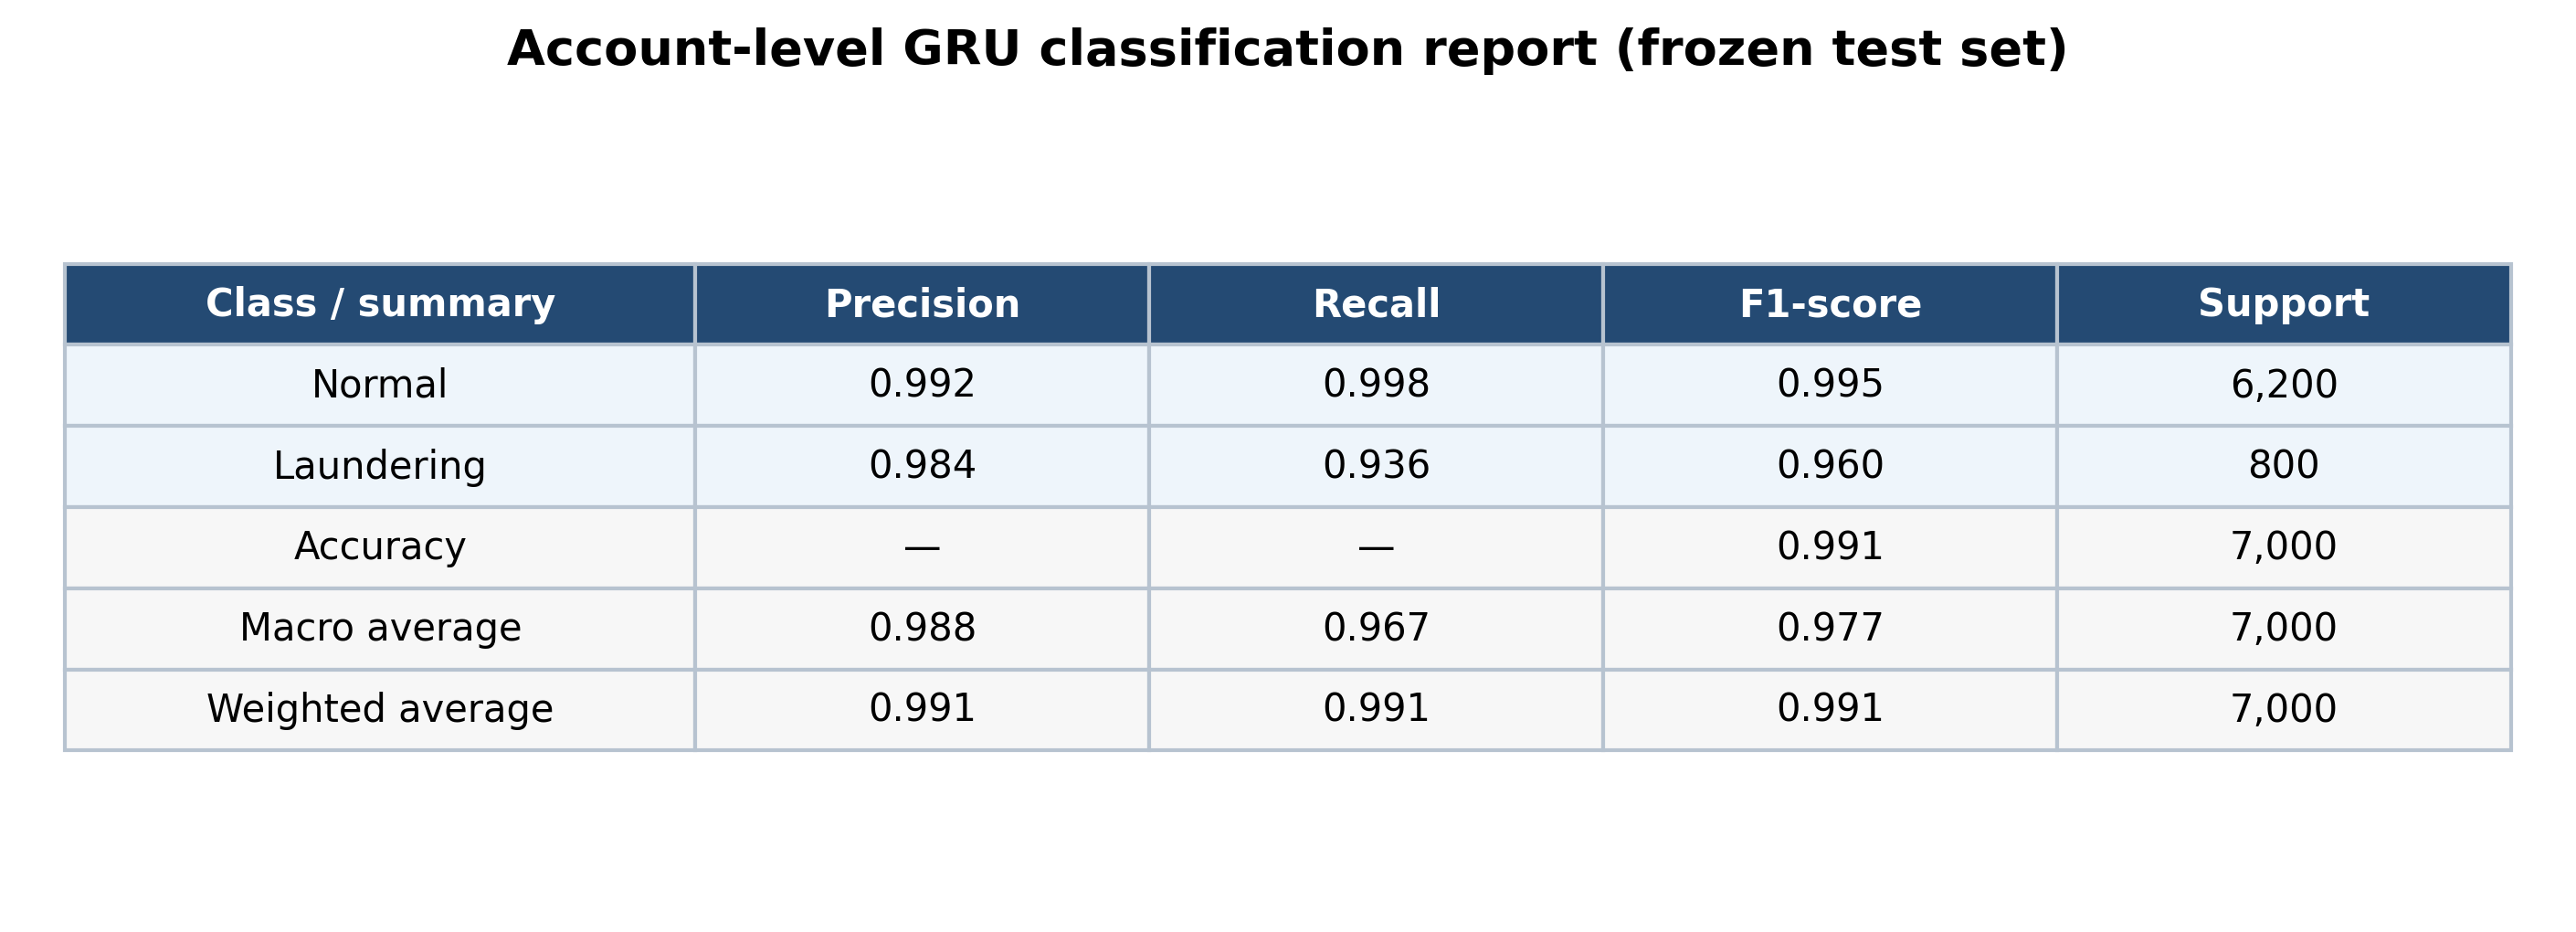 Account-level GRU classification report (frozen test set)
Class / summary Precision Recall F1-score Support
Normal 0.992 0.998 0.995 6,200
Laundering 0.984 0.936 0.960 800
Accuracy — — 0.991 7,000
Macro average 0.988 0.967 0.977 7,000
Weighted average 0.991 0.991 0.991 7,000